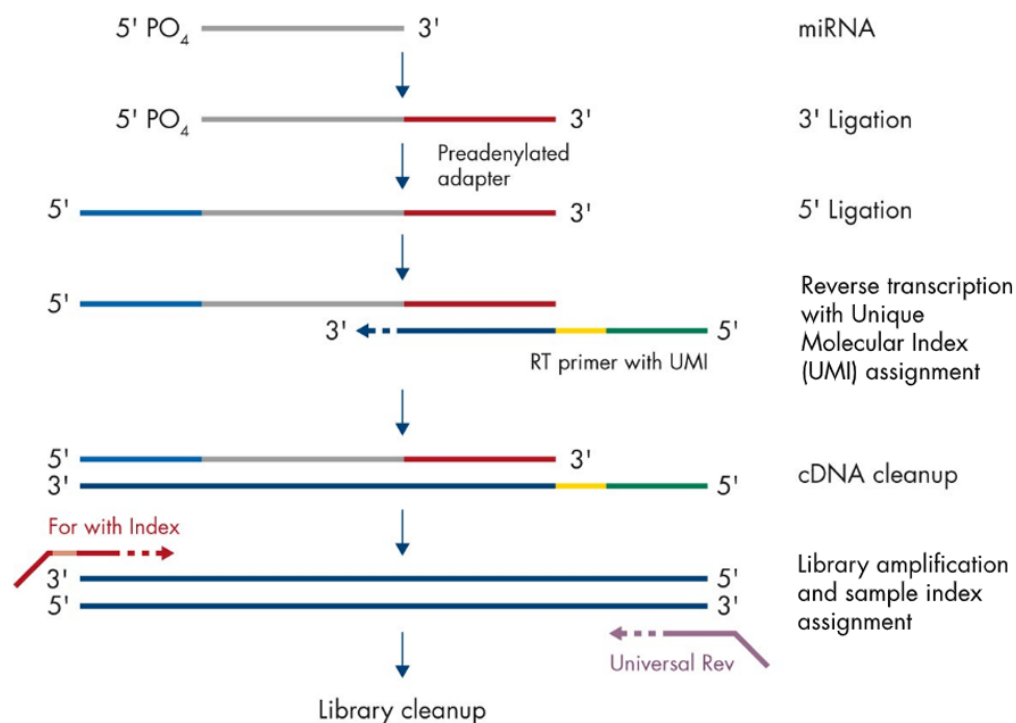 5' PO4 3' miRNA
5' PO4 3' 3' Ligation
Preadenylated
adapter
5' 3' 5' Ligation
5'
3' 5'
RT primer with UMI
Reverse transcription
with Unique
Molecular Index
(UMI) assignment
5' 3'
3' 5'
cDNA cleanup
For with Index
3' 5'
5' 3'
Library amplification
and sample index
assignment
Universal Rev
Library cleanup